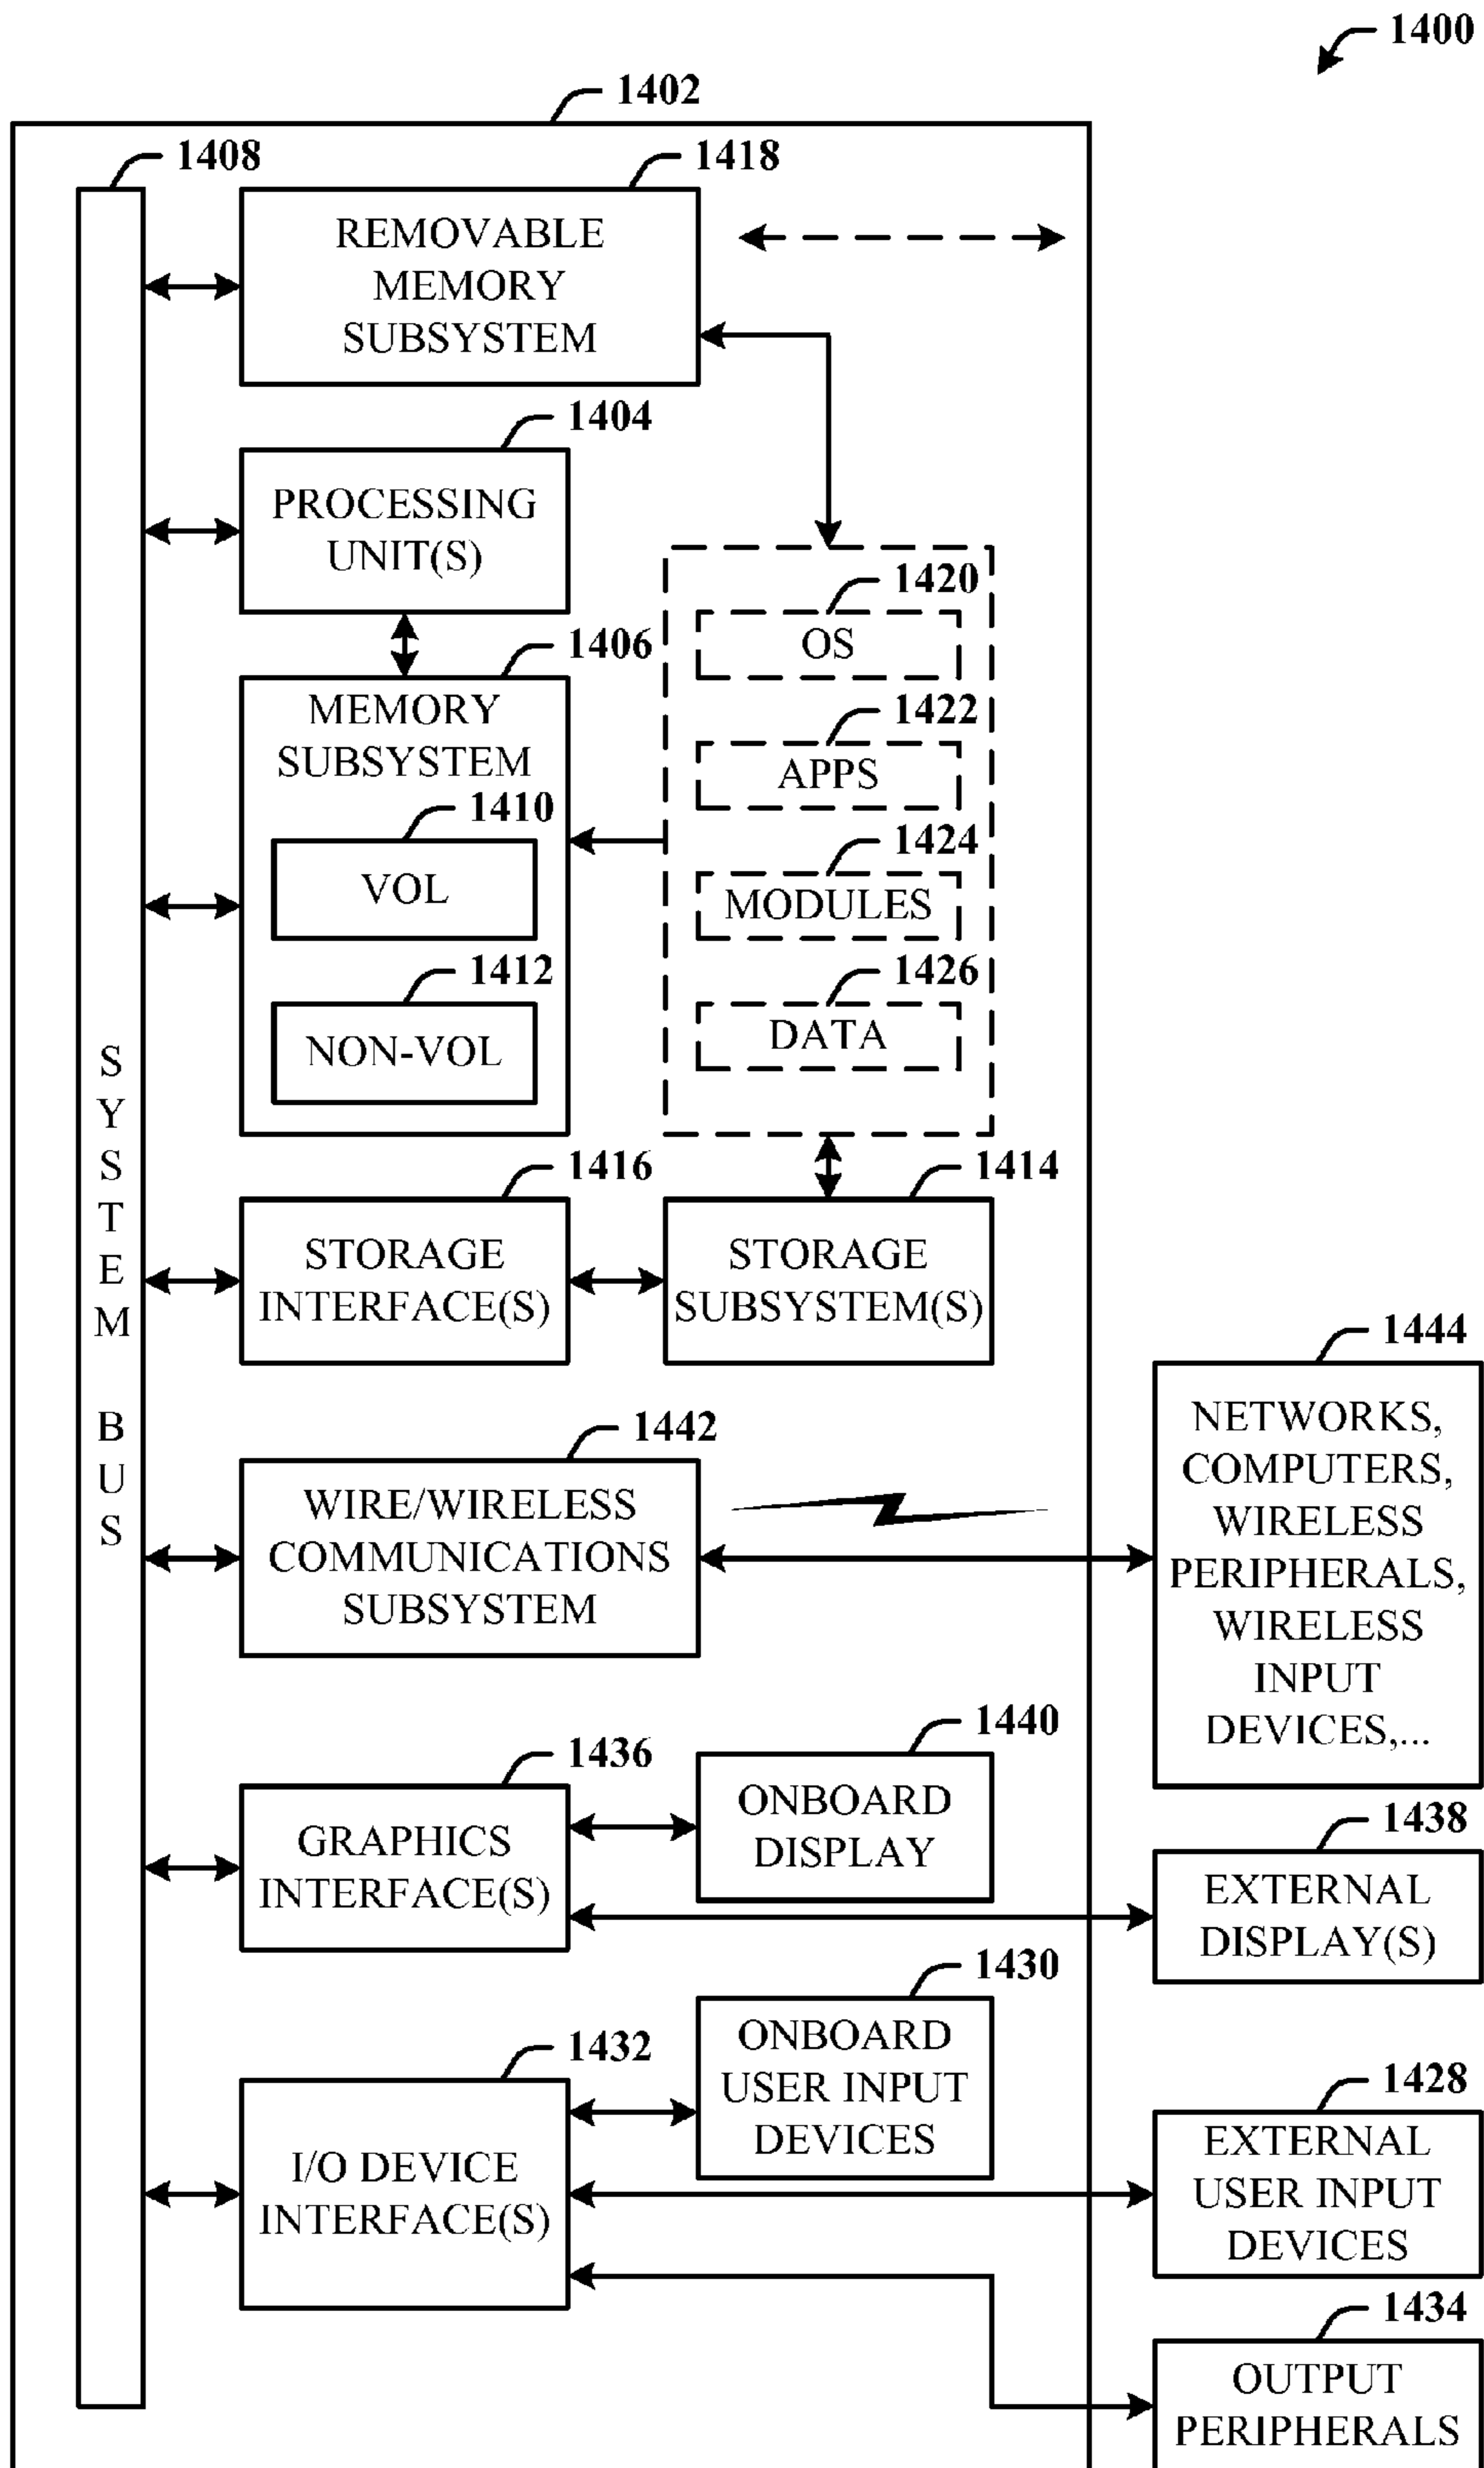 1400
1402
1408
1418
REMOVABLE
MEMORY
SUBSYSTEM
1404
PROCESSING
UNIT(S)
1406
MEMORY
SUBSYSTEM
1410
VOL
1412
NON-VOL
1420
OS
1422
APPS
1424
MODULES
1426
DATA
SYSTEM BUS
1416
STORAGE
INTERFACE(S)
1414
STORAGE
SUBSYSTEM(S)
1442
WIRE/WIRELESS
COMMUNICATIONS
SUBSYSTEM
1444
NETWORKS,
COMPUTERS,
WIRELESS
PERIPHERALS,
WIRELESS
INPUT
DEVICES,...
1436
GRAPHICS
INTERFACE(S)
1440
ONBOARD
DISPLAY
1438
EXTERNAL
DISPLAY(S)
1432
I/O DEVICE
INTERFACE(S)
1430
ONBOARD
USER INPUT
DEVICES
1428
EXTERNAL
USER INPUT
DEVICES
1434
OUTPUT
PERIPHERALS